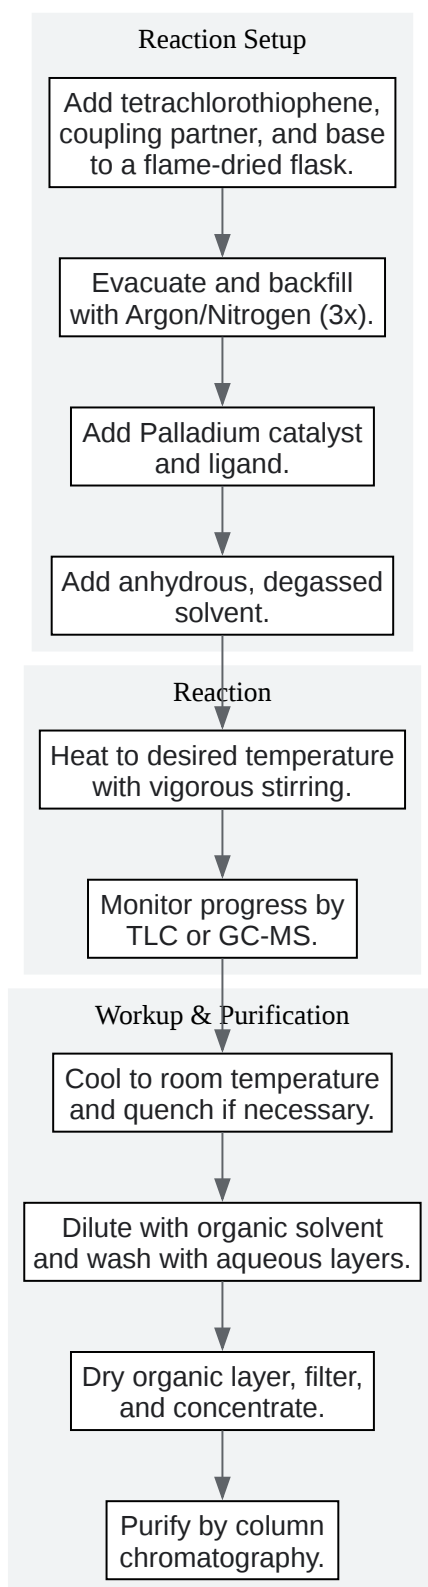 Reaction Setup
Add tetrachlorothiophene,
coupling partner, and base
to a flame-dried flask.
Evacuate and backfill
with Argon/Nitrogen (3x).
Add Palladium catalyst
and ligand.
Add anhydrous, degassed
solvent.
Reaction
Heat to desired temperature
with vigorous stirring.
Monitor progress by
TLC or GC-MS.
Workup & Purification
Cool to room temperature
and quench if necessary.
Dilute with organic solvent
and wash with aqueous layers.
Dry organic layer, filter,
and concentrate.
Purify by column
chromatography.